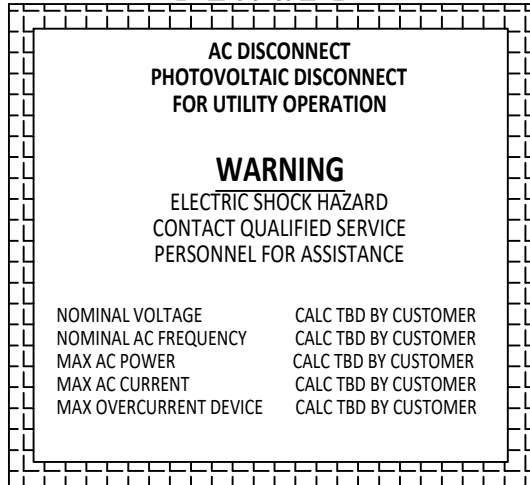 AC DISCONNECT
PHOTOVOLTAIC DISCONNECT
FOR UTILITY OPERATION
WARNING
ELECTRIC SHOCK HAZARD
CONTACT QUALIFIED SERVICE
PERSONNEL FOR ASSISTANCE
NOMINAL VOLTAGE CALC TBD BY CUSTOMER
NOMINAL AC FREQUENCY CALC TBD BY CUSTOMER
MAX AC POWER CALC TBD BY CUSTOMER
MAX AC CURRENT CALC TBD BY CUSTOMER
MAX OVERCURRENT DEVICE CALC TBD BY CUSTOMER